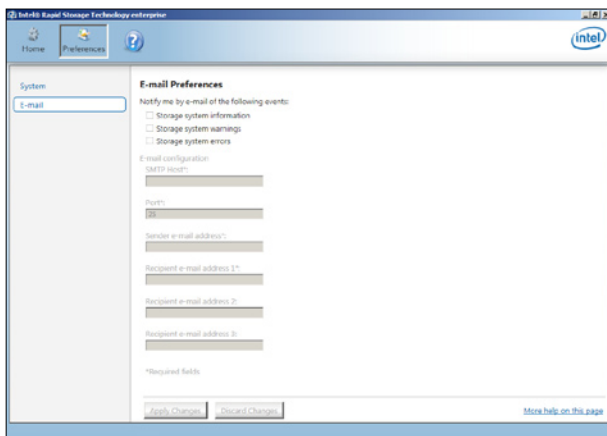 Intel® Rapid Storage Technology enterprise
Home
Preferences
?
intel
System
E-mail
E-mail Preferences
Notify me by e-mail of the following events:
Storage system information
Storage system warnings
Storage system errors
E-mail configuration
SMTP Host*:
Port*:
25
Sender e-mail address*:
Recipient e-mail address 1*:
Recipient e-mail address 2:
Recipient e-mail address 3:
*Required fields
Apply Changes
Discard Changes
More help on this page